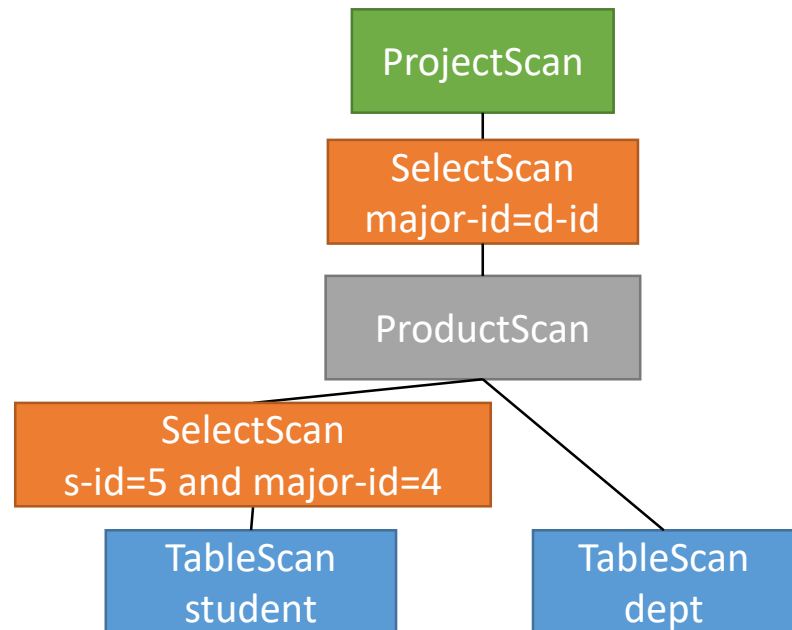 ProjectScan
SelectScan
major-id=d-id
ProductScan
SelectScan
s-id=5 and major-id=4
TableScan
student
TableScan
dept